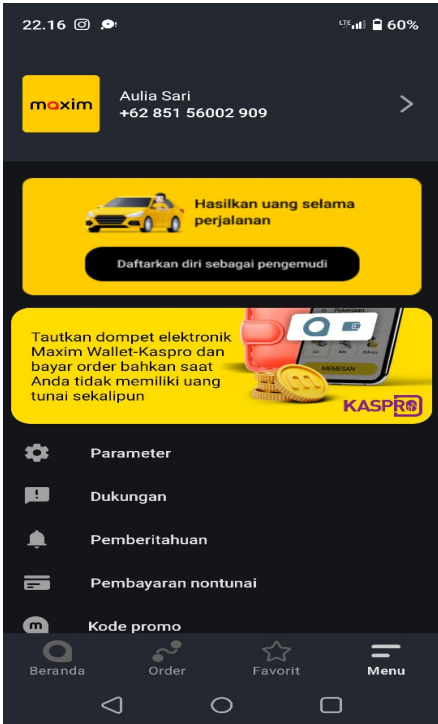 22.16
LTE 60%
maxim
Aulia Sari
+62 851 56002 909
Hasilkan uang selama
perjalanan
Daftarkan diri sebagai pengemudi
Tautkan dompet elektronik
Maxim Wallet-Kaspro dan
bayar order bahkan saat
Anda tidak memiliki uang
tunai sekalipun
MEMESAN
KASPRO
Parameter
Dukungan
Pemberitahuan
Pembayaran nontunai
m
Kode promo
Beranda
Order
Favorit
Menu